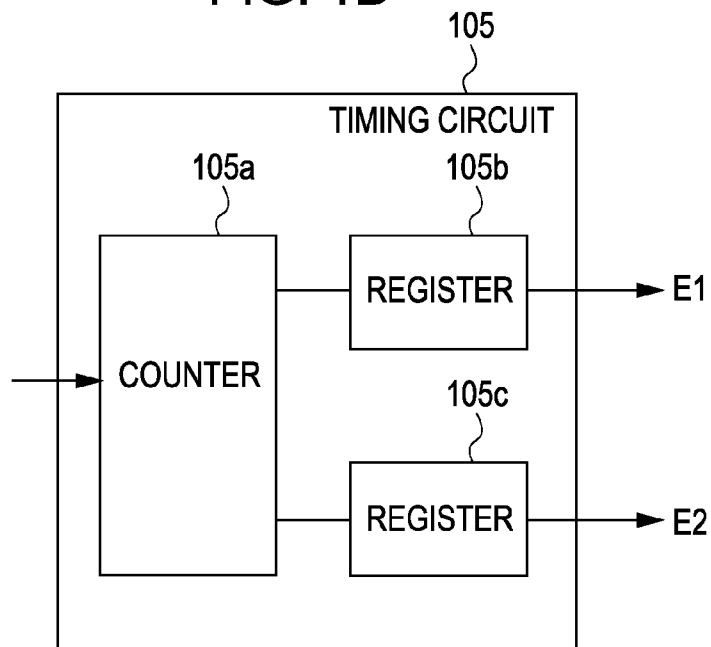 105
TIMING CIRCUIT
105a
105b
REGISTER
E1
COUNTER
105c
REGISTER
E2